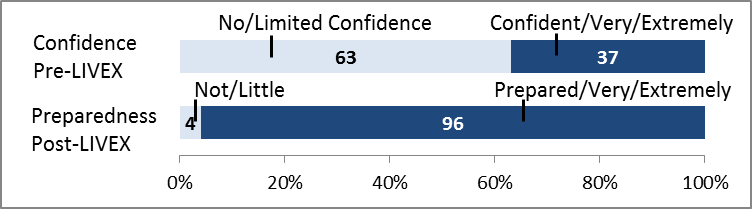 No/Limited Confidence Confident/Very/Extremely
Confidence
Pre-LIVEX
63 37
Not/Little Prepared/Very/Extremely
Preparedness
Post-LIVEX
4 96
0% 20% 40% 60% 80% 100%